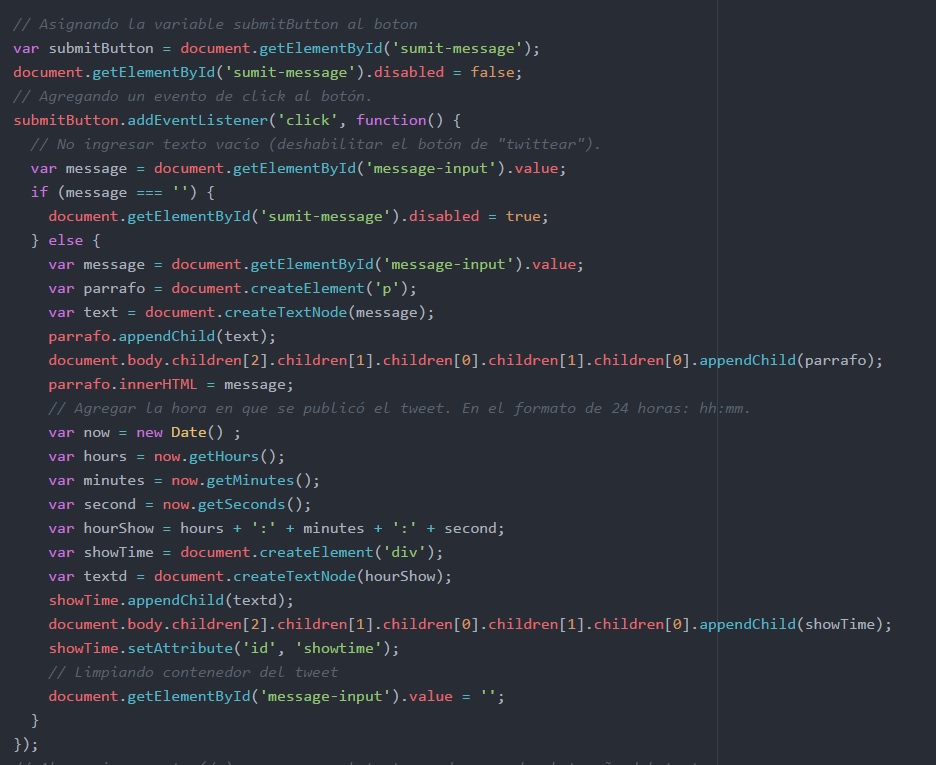 // Asignando la variable submitButton al boton
var submitButton = document.getElementById('sumit-message');
document.getElementById('sumit-message').disabled = false;
// Agregando un evento de click al botón.
submitButton.addEventListener('click', function() {
  // No ingresar texto vacío (deshabilitar el botón de "twittear").
  var message = document.getElementById('message-input').value;
  if (message === '') {
    document.getElementById('sumit-message').disabled = true;
  } else {
    var message = document.getElementById('message-input').value;
    var parrafo = document.createElement('p');
    var text = document.createTextNode(message);
    parrafo.appendChild(text);
    document.body.children[2].children[1].children[0].children[1].children[0].appendChild(parrafo);
    parrafo.innerHTML = message;
    // Agregar la hora en que se publicó el tweet. En el formato de 24 horas: hh:mm.
    var now = new Date() ;
    var hours = now.getHours();
    var minutes = now.getMinutes();
    var second = now.getSeconds();
    var hourShow = hours + ':' + minutes + ':' + second;
    var showTime = document.createElement('div');
    var textd = document.createTextNode(hourShow);
    showTime.appendChild(textd);
    document.body.children[2].children[1].children[0].children[1].children[0].appendChild(showTime);
    showTime.setAttribute('id', 'showtime');
    // Limpiando contenedor del tweet
    document.getElementById('message-input').value = '';
  }
});